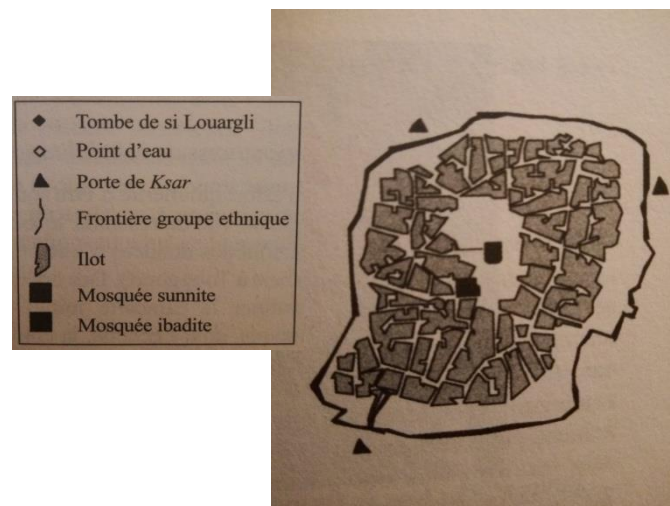 Tombe de si Louargli
Point d'eau
Porte de Ksar
Frontière groupe ethnique
Ilot
Mosquée sunnite
Mosquée ibadite